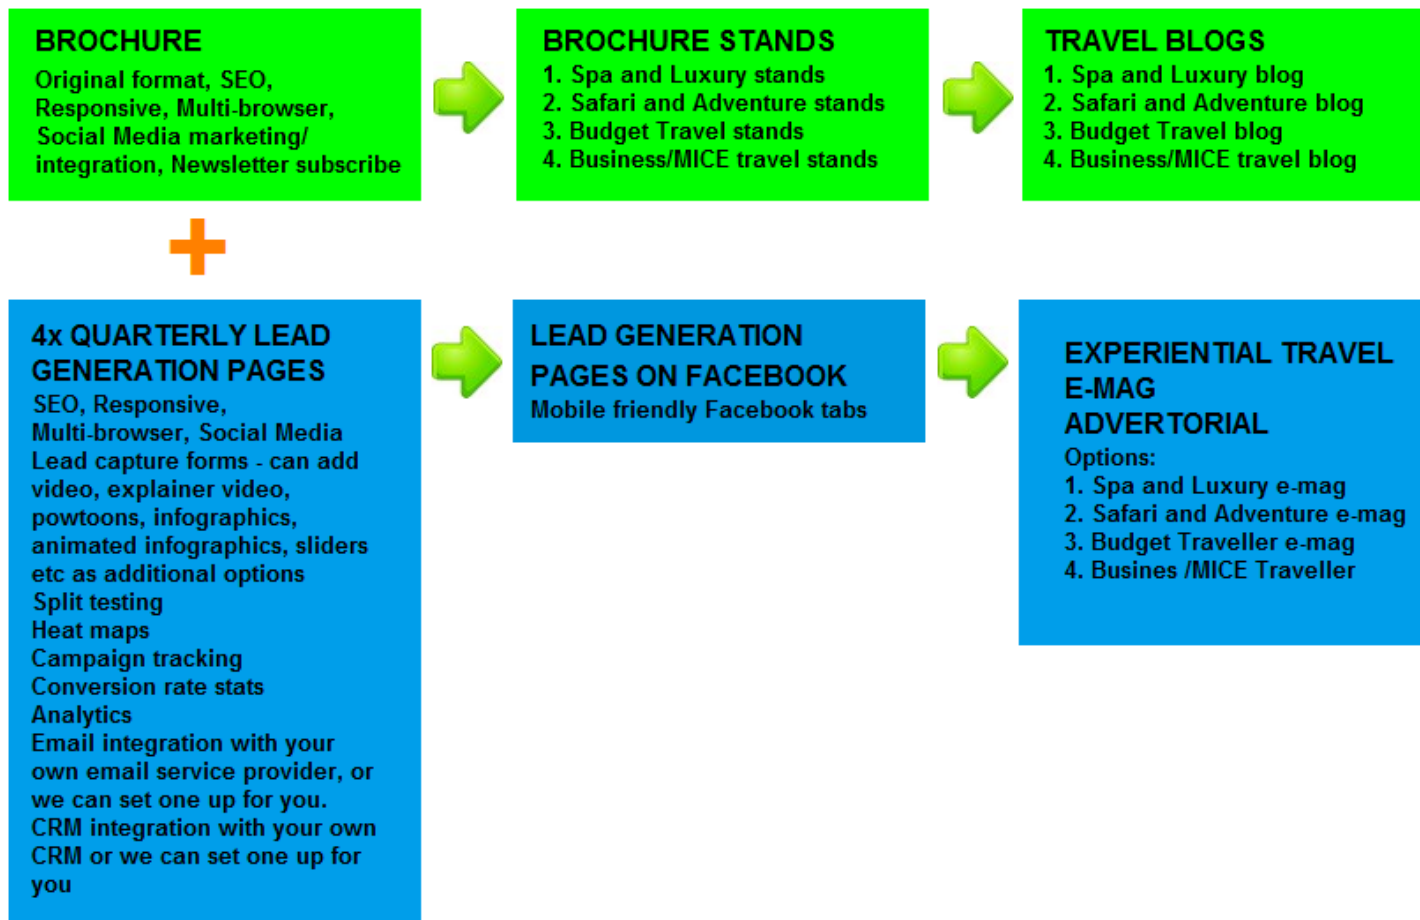 BROCHURE
Original format, SEO,
Responsive, Multi-browser,
Social Media marketing/
integration, Newsletter subscribe
BROCHURE STANDS
1. Spa and Luxury stands
2. Safari and Adventure stands
3. Budget Travel stands
4. Business/MICE travel stands
TRAVEL BLOGS
1. Spa and Luxury blog
2. Safari and Adventure blog
3. Budget Travel blog
4. Business/MICE travel blog
4x QUARTERLY LEAD
GENERATION PAGES
SEO, Responsive,
Multi-browser, Social Media
Lead capture forms - can add
video, explainer video,
powtoons, infographics,
animated infographics, sliders
etc as additional options
Split testing
Heat maps
Campaign tracking
Conversion rate stats
Analytics
Email integration with your
own email service provider, or
we can set one up for you.
CRM integration with your own
CRM or we can set one up for
you
LEAD GENERATION
PAGES ON FACEBOOK
Mobile friendly Facebook tabs
EXPERIENTIAL TRAVEL
E-MAG
ADVERTORIAL
Options:
1. Spa and Luxury e-mag
2. Safari and Adventure e-mag
3. Budget Traveller e-mag
4. Busines /MICE Traveller